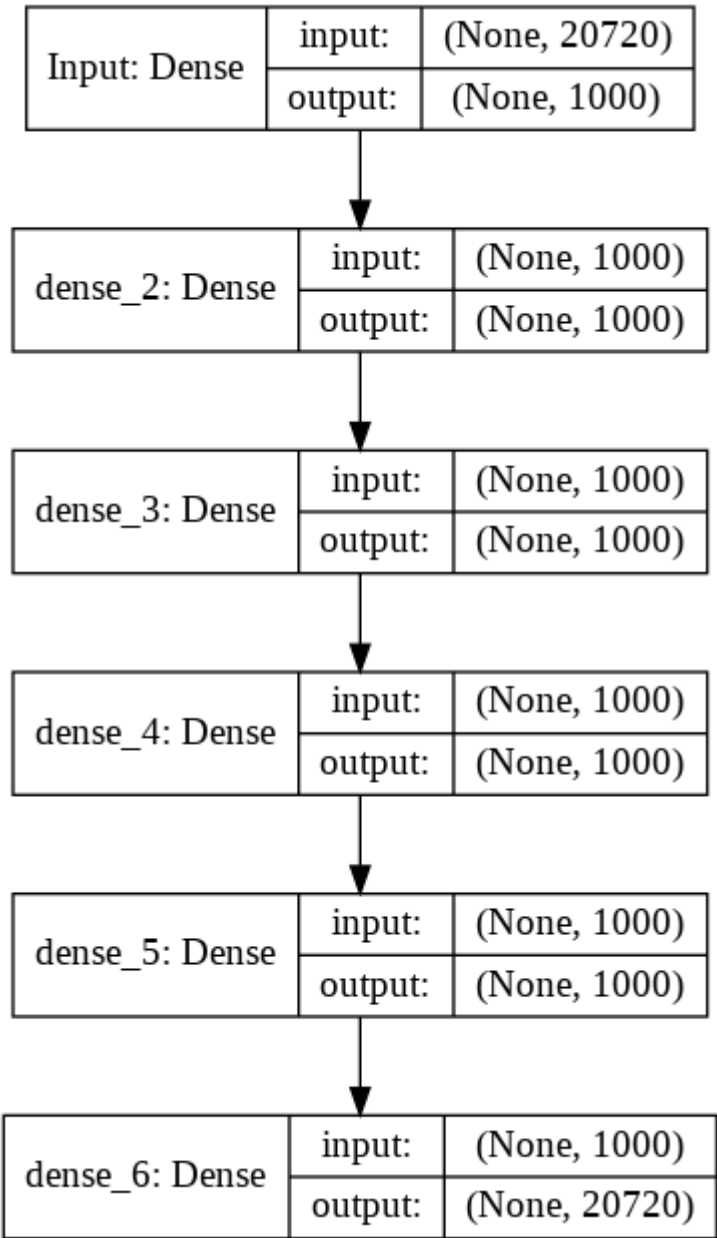 Input: Dense
input:
(None, 20720)
output:
(None, 1000)
dense_2: Dense
input:
(None, 1000)
output:
(None, 1000)
dense_3: Dense
input:
(None, 1000)
output:
(None, 1000)
dense_4: Dense
input:
(None, 1000)
output:
(None, 1000)
dense_5: Dense
input:
(None, 1000)
output:
(None, 1000)
dense_6: Dense
input:
(None, 1000)
output:
(None, 20720)